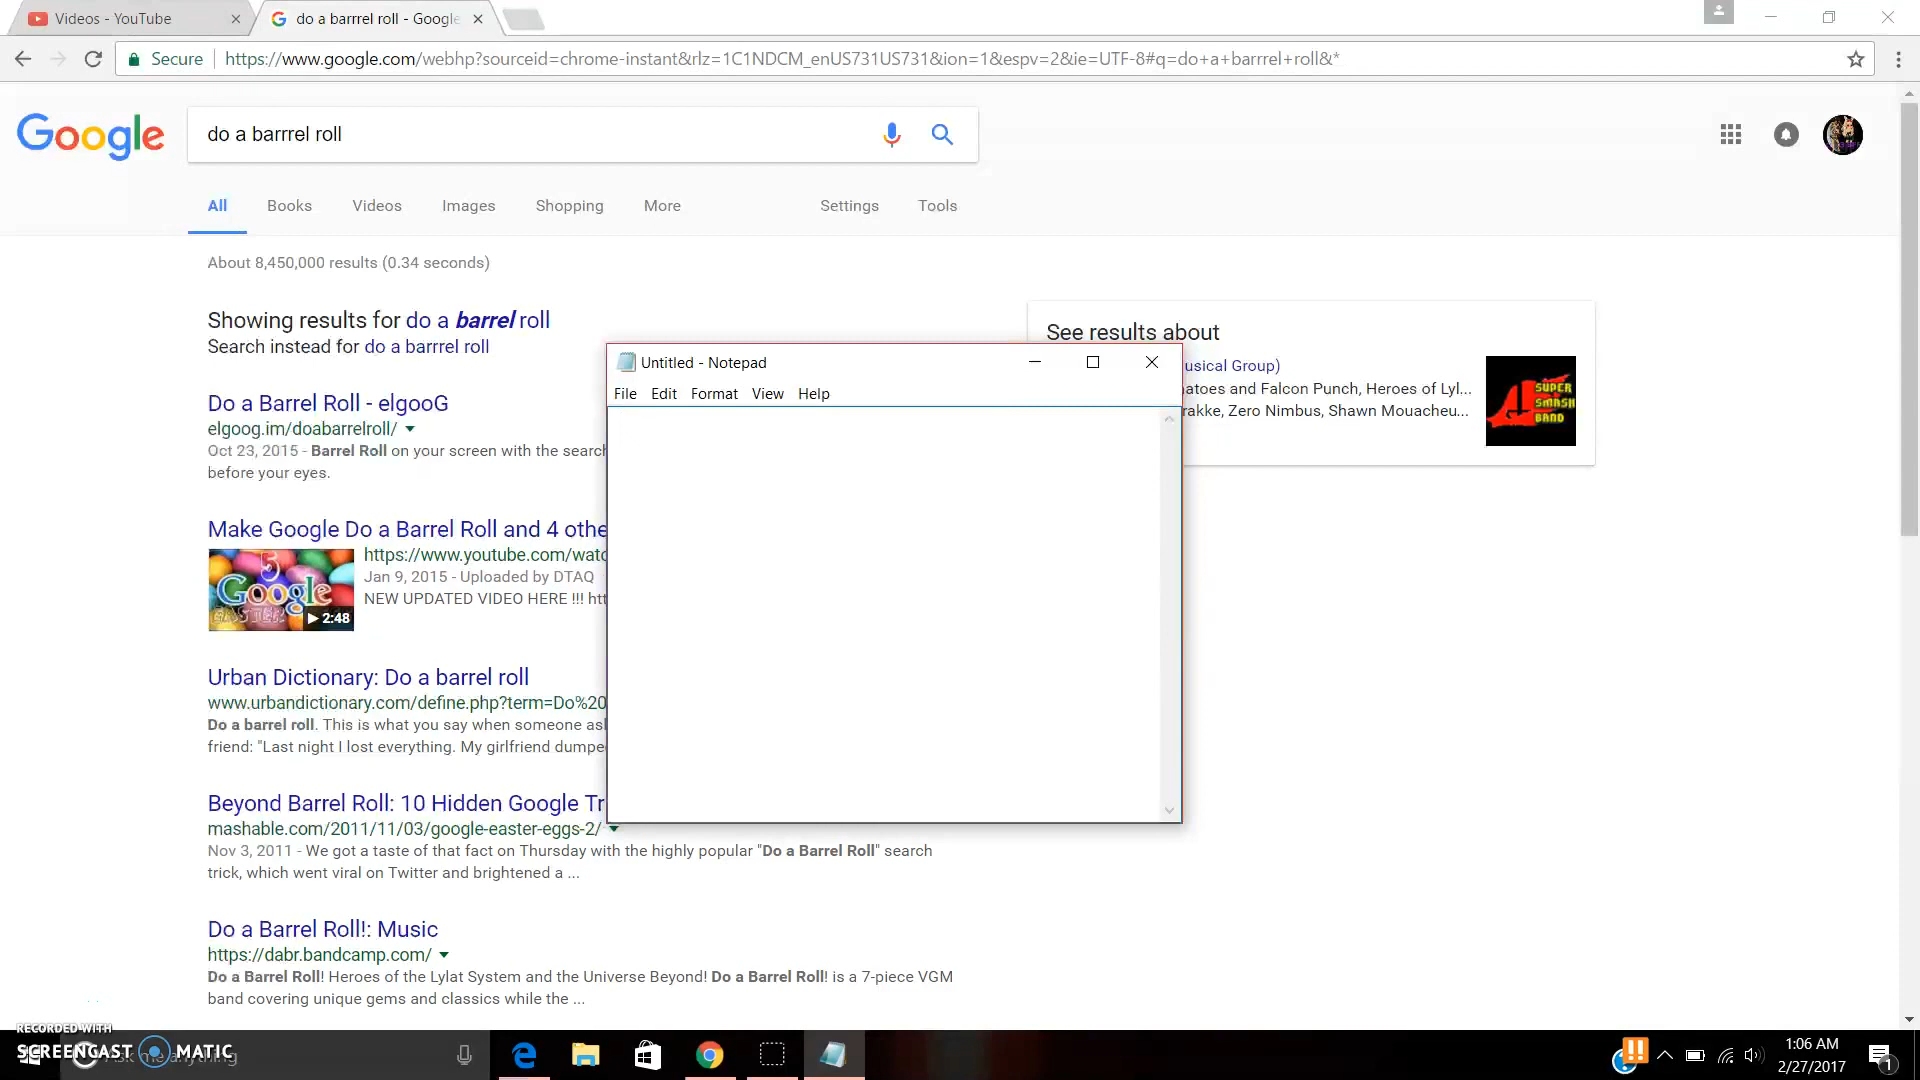 Videos - YouTube
do a barrrel roll - Google
Secure
https://www.google.com/webhp?sourceid=chrome-instant&rlz=1C1NDCM_enUS731US731&ion=1&espv=2&ie=UTF-8#q=do+a+barrrel+roll&*
Google
do a barrrel roll
All Books Videos Images Shopping More Settings Tools
About 8,450,000 results (0.34 seconds)
Showing results for do a barrel roll
Search instead for do a barrrel roll
See results about
usical Group)
atoes and Falcon Punch, Heroes of Lyl...
rakke, Zero Nimbus, Shawn Mouacheu...
SUPER
SMASH
BAND
Untitled - Notepad
File Edit Format View Help
Do a Barrel Roll - elgooG
elgoog.im/doabarrelroll/
Oct 23, 2015 - Barrel Roll on your screen with the search
before your eyes.
Make Google Do a Barrel Roll and 4 othe
https://www.youtube.com/watc
Jan 9, 2015 - Uploaded by DTAQ
NEW UPDATED VIDEO HERE !!! htt
5
Google
EASTER
2:48
Urban Dictionary: Do a barrel roll
www.urbandictionary.com/define.php?term=Do%20
Do a barrel roll. This is what you say when someone as
friend: "Last night I lost everything. My girlfriend dumpe
Beyond Barrel Roll: 10 Hidden Google Tr
mashable.com/2011/11/03/google-easter-eggs-2/
Nov 3, 2011 - We got a taste of that fact on Thursday with the highly popular "Do a Barrel Roll" search
trick, which went viral on Twitter and brightened a ...
Do a Barrel Roll!: Music
https://dabr.bandcamp.com/
Do a Barrel Roll! Heroes of the Lylat System and the Universe Beyond! Do a Barrel Roll! is a 7-piece VGM
band covering unique gems and classics while the ...
RECORDED WITH
SCREENCAST MATIC
Ask me anything
1:06 AM
2/27/2017
1